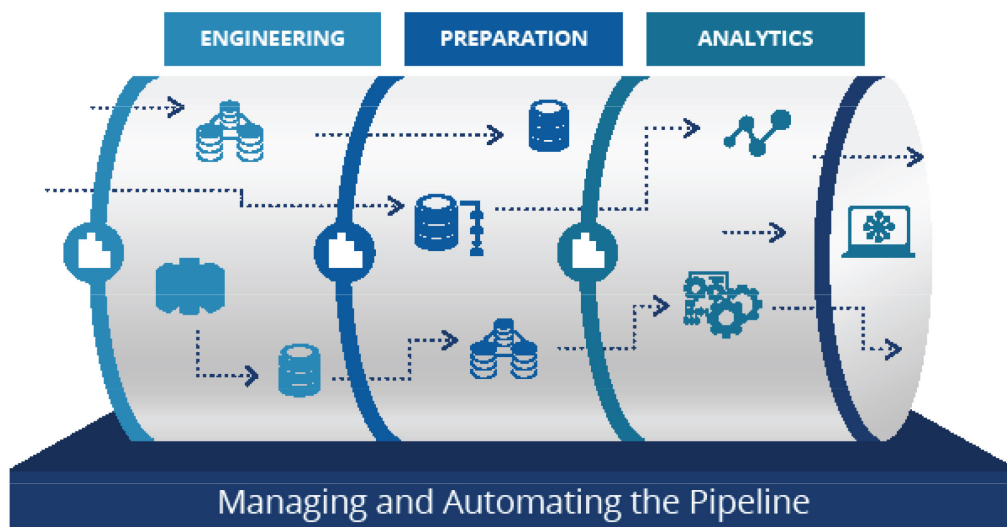 ENGINEERING
PREPARATION
ANALYTICS
Managing and Automating the Pipeline